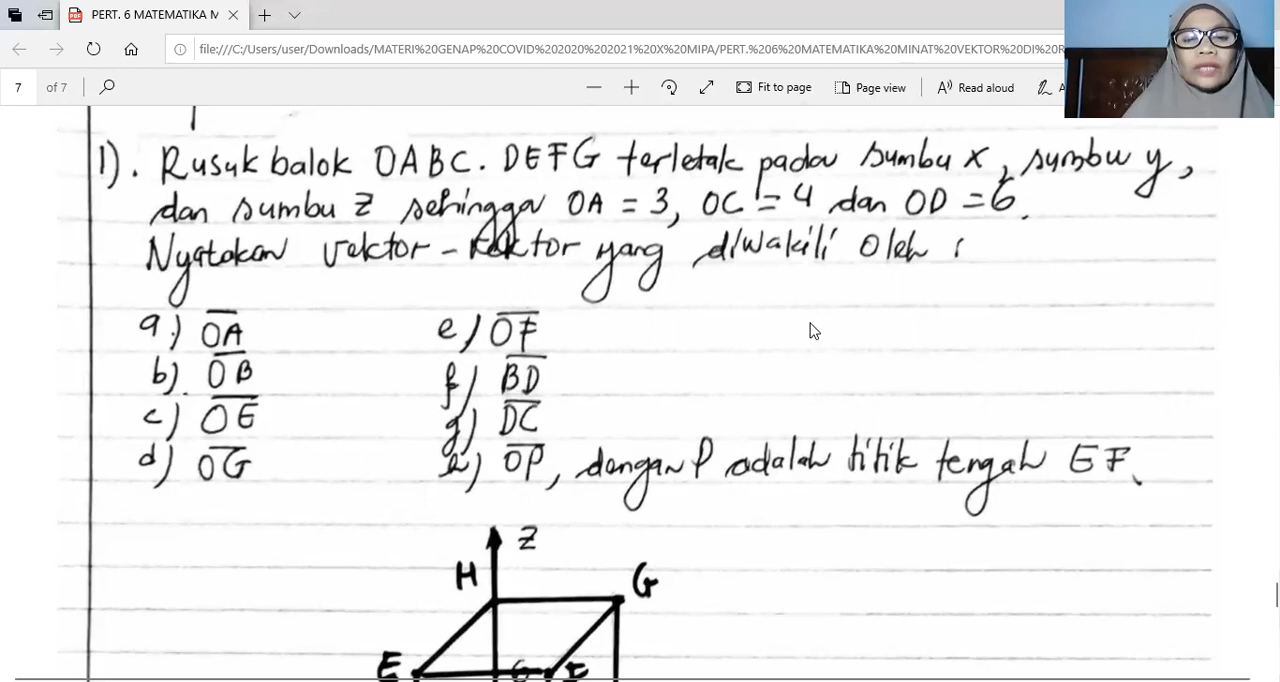 PERT. 6 MATEMATIKA M
file:///C:/Users/user/Downloads/MATERI%20GENAP%20COVID%202020%202021%20X%20MIPA/PERT.%206%20MATEMATIKA%20MINAT%20VEKTOR%20DI%20R
7 of 7 Fit to page Page view Read aloud
1). Rusuk balok OABC. DEFG terletak pada sumbu x, sumbu y,
dan sumbu z sehingga OA = 3, OC = 4 dan OD = 6.
Nyatakan vektor - vektor yang diwakili oleh :
a.) OA e) OF
b). OB f) BD
c) OE g) DC
d) OG OP, dengan P adalah titik tengah EF.
Z
H G
E F